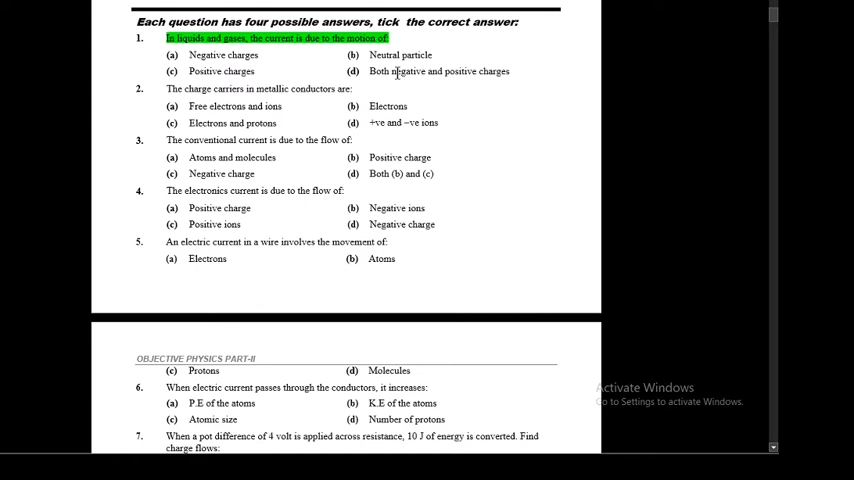 Each question has four possible answers, tick the correct answer:
1. In liquids and gases, the current is due to the motion of:
(a) Negative charges (b) Neutral particle
(c) Positive charges (d) Both negative and positive charges
2. The charge carriers in metallic conductors are:
(a) Free electrons and ions (b) Electrons
(c) Electrons and protons (d) +ve and –ve ions
3. The conventional current is due to the flow of:
(a) Atoms and molecules (b) Positive charge
(c) Negative charge (d) Both (b) and (c)
4. The electronics current is due to the flow of:
(a) Positive charge (b) Negative ions
(c) Positive ions (d) Negative charge
5. An electric current in a wire involves the movement of:
(a) Electrons (b) Atoms
OBJECTIVE PHYSICS PART-II
(c) Protons (d) Molecules
6. When electric current passes through the conductors, it increases:
(a) P.E of the atoms (b) K.E of the atoms
(c) Atomic size (d) Number of protons
7. When a pot difference of 4 volt is applied across resistance, 10 J of energy is converted. Find
charge flows:
Activate Windows
Go to Settings to activate Windows.